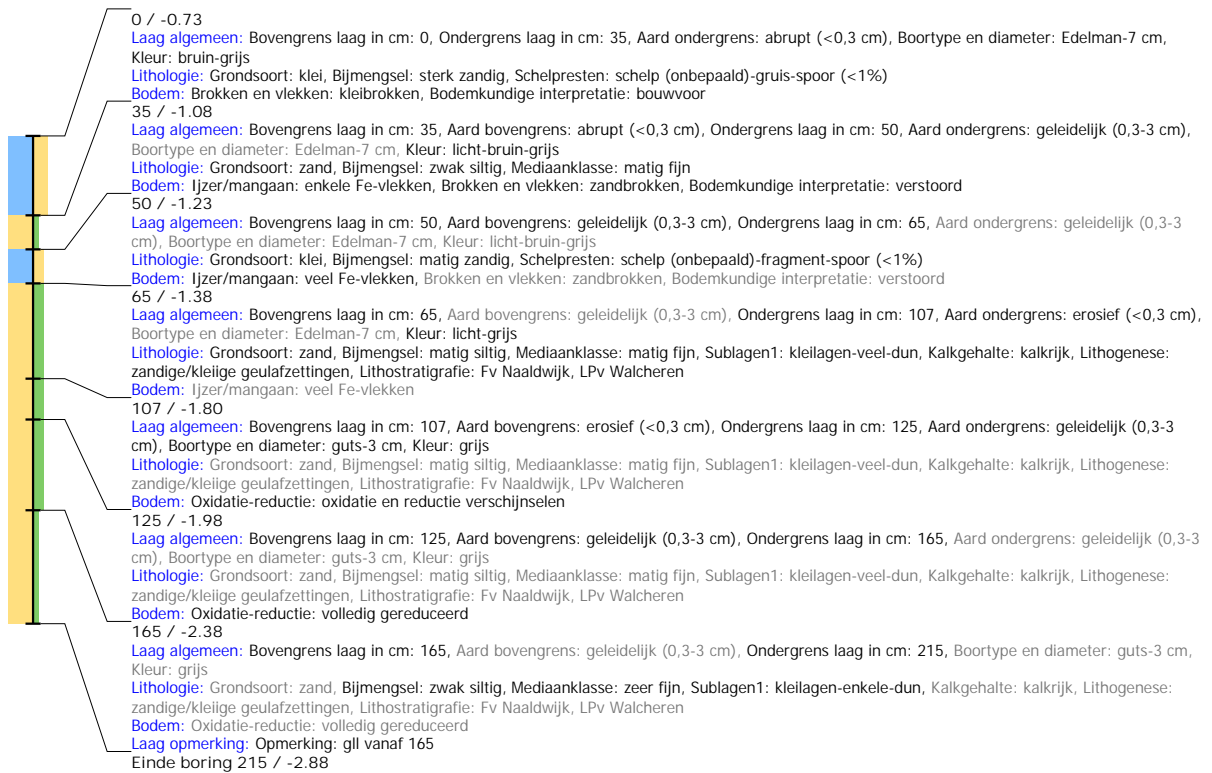 0 / -0.73
Laag algemeen: Bovengrens laag in cm: 0, Ondergrens laag in cm: 35, Aard ondergrens: abrupt (<0,3 cm), Boortype en diameter: Edelman-7 cm,
Kleur: bruin-grijs
Lithologie: Grondsoort: klei, Bijmengsel: sterk zandig, Schelpresten: schelp (onbepaald)-gruis-spoor (<1%)
Bodem: Brokken en vlekken: kleibrokken, Bodemkundige interpretatie: bouwvoor
35 / -1.08
Laag algemeen: Bovengrens laag in cm: 35, Aard bovengrens: abrupt (<0,3 cm), Ondergrens laag in cm: 50, Aard ondergrens: geleidelijk (0,3-3 cm),
Boortype en diameter: Edelman-7 cm, Kleur: licht-bruin-grijs
Lithologie: Grondsoort: zand, Bijmengsel: zwak siltig, Mediaanklasse: matig fijn
Bodem: Ijzer/mangaan: enkele Fe-vlekken, Brokken en vlekken: zandbrokken, Bodemkundige interpretatie: verstoord
50 / -1.23
Laag algemeen: Bovengrens laag in cm: 50, Aard bovengrens: geleidelijk (0,3-3 cm), Ondergrens laag in cm: 65, Aard ondergrens: geleidelijk (0,3-3
cm), Boortype en diameter: Edelman-7 cm, Kleur: licht-bruin-grijs
Lithologie: Grondsoort: klei, Bijmengsel: matig zandig, Schelpresten: schelp (onbepaald)-fragment-spoor (<1%)
Bodem: Ijzer/mangaan: veel Fe-vlekken, Brokken en vlekken: zandbrokken, Bodemkundige interpretatie: verstoord
65 / -1.38
Laag algemeen: Bovengrens laag in cm: 65, Aard bovengrens: geleidelijk (0,3-3 cm), Ondergrens laag in cm: 107, Aard ondergrens: erosief (<0,3 cm),
Boortype en diameter: Edelman-7 cm, Kleur: licht-grijs
Lithologie: Grondsoort: zand, Bijmengsel: matig siltig, Mediaanklasse: matig fijn, Sublagen1: kleilagen-veel-dun, Kalkgehalte: kalkrijk, Lithogenese:
zandige/kleiige geulafzettingen, Lithostratigrafie: Fv Naaldwijk, LPv Walcheren
Bodem: Ijzer/mangaan: veel Fe-vlekken
107 / -1.80
Laag algemeen: Bovengrens laag in cm: 107, Aard bovengrens: erosief (<0,3 cm), Ondergrens laag in cm: 125, Aard ondergrens: geleidelijk (0,3-3
cm), Boortype en diameter: guts-3 cm, Kleur: grijs
Lithologie: Grondsoort: zand, Bijmengsel: matig siltig, Mediaanklasse: matig fijn, Sublagen1: kleilagen-veel-dun, Kalkgehalte: kalkrijk, Lithogenese:
zandige/kleiige geulafzettingen, Lithostratigrafie: Fv Naaldwijk, LPv Walcheren
Bodem: Oxidatie-reductie: oxidatie en reductie verschijnselen
125 / -1.98
Laag algemeen: Bovengrens laag in cm: 125, Aard bovengrens: geleidelijk (0,3-3 cm), Ondergrens laag in cm: 165, Aard ondergrens: geleidelijk (0,3-3
cm), Boortype en diameter: guts-3 cm, Kleur: grijs
Lithologie: Grondsoort: zand, Bijmengsel: matig siltig, Mediaanklasse: matig fijn, Sublagen1: kleilagen-veel-dun, Kalkgehalte: kalkrijk, Lithogenese:
zandige/kleiige geulafzettingen, Lithostratigrafie: Fv Naaldwijk, LPv Walcheren
Bodem: Oxidatie-reductie: volledig gereduceerd
165 / -2.38
Laag algemeen: Bovengrens laag in cm: 165, Aard bovengrens: geleidelijk (0,3-3 cm), Ondergrens laag in cm: 215, Boortype en diameter: guts-3 cm,
Kleur: grijs
Lithologie: Grondsoort: zand, Bijmengsel: zwak siltig, Mediaanklasse: zeer fijn, Sublagen1: kleilagen-enkele-dun, Kalkgehalte: kalkrijk, Lithogenese:
zandige/kleiige geulafzettingen, Lithostratigrafie: Fv Naaldwijk, LPv Walcheren
Bodem: Oxidatie-reductie: volledig gereduceerd
Laag opmerking: Opmerking: gll vanaf 165
Einde boring 215 / -2.88